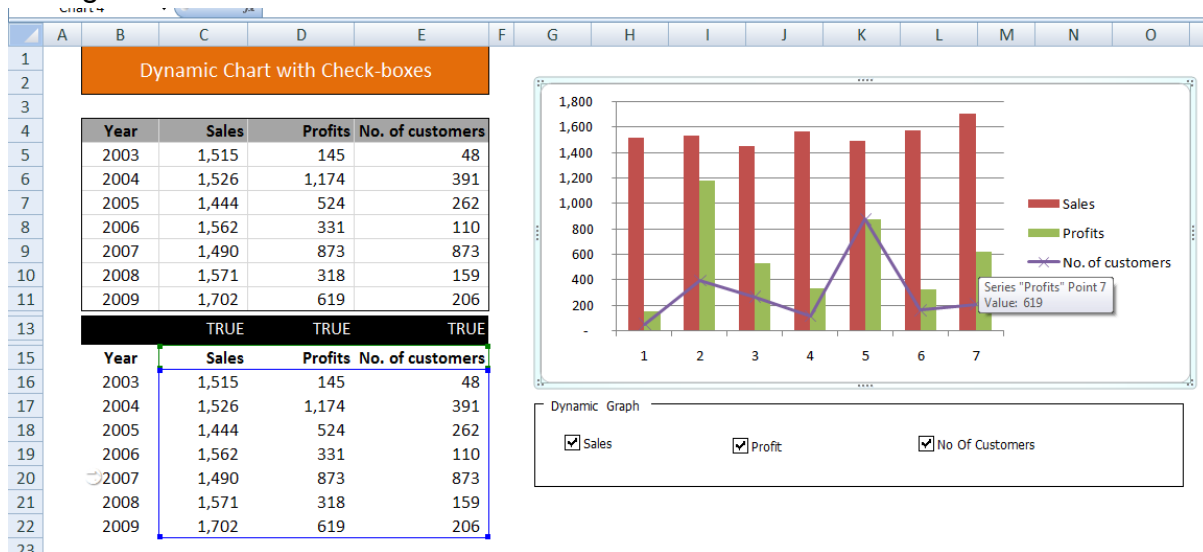 Chart 4
fx
A B C D E F G H I J K L M N O
1
2 Dynamic Chart with Check-boxes
3
4 Year Sales Profits No. of customers
5 2003 1,515 145 48
6 2004 1,526 1,174 391
7 2005 1,444 524 262
8 2006 1,562 331 110
9 2007 1,490 873 873
10 2008 1,571 318 159
11 2009 1,702 619 206
13 TRUE TRUE TRUE
15 Year Sales Profits No. of customers
16 2003 1,515 145 48
17 2004 1,526 1,174 391
18 2005 1,444 524 262
19 2006 1,562 331 110
20 2007 1,490 873 873
21 2008 1,571 318 159
22 2009 1,702 619 206
23
1,800
1,600
1,400
1,200
1,000
800
600
400
200
-
1 2 3 4 5 6 7
Sales
Profits
No. of customers
Series "Profits" Point 7
Value: 619
Dynamic Graph
Sales Profit No Of Customers